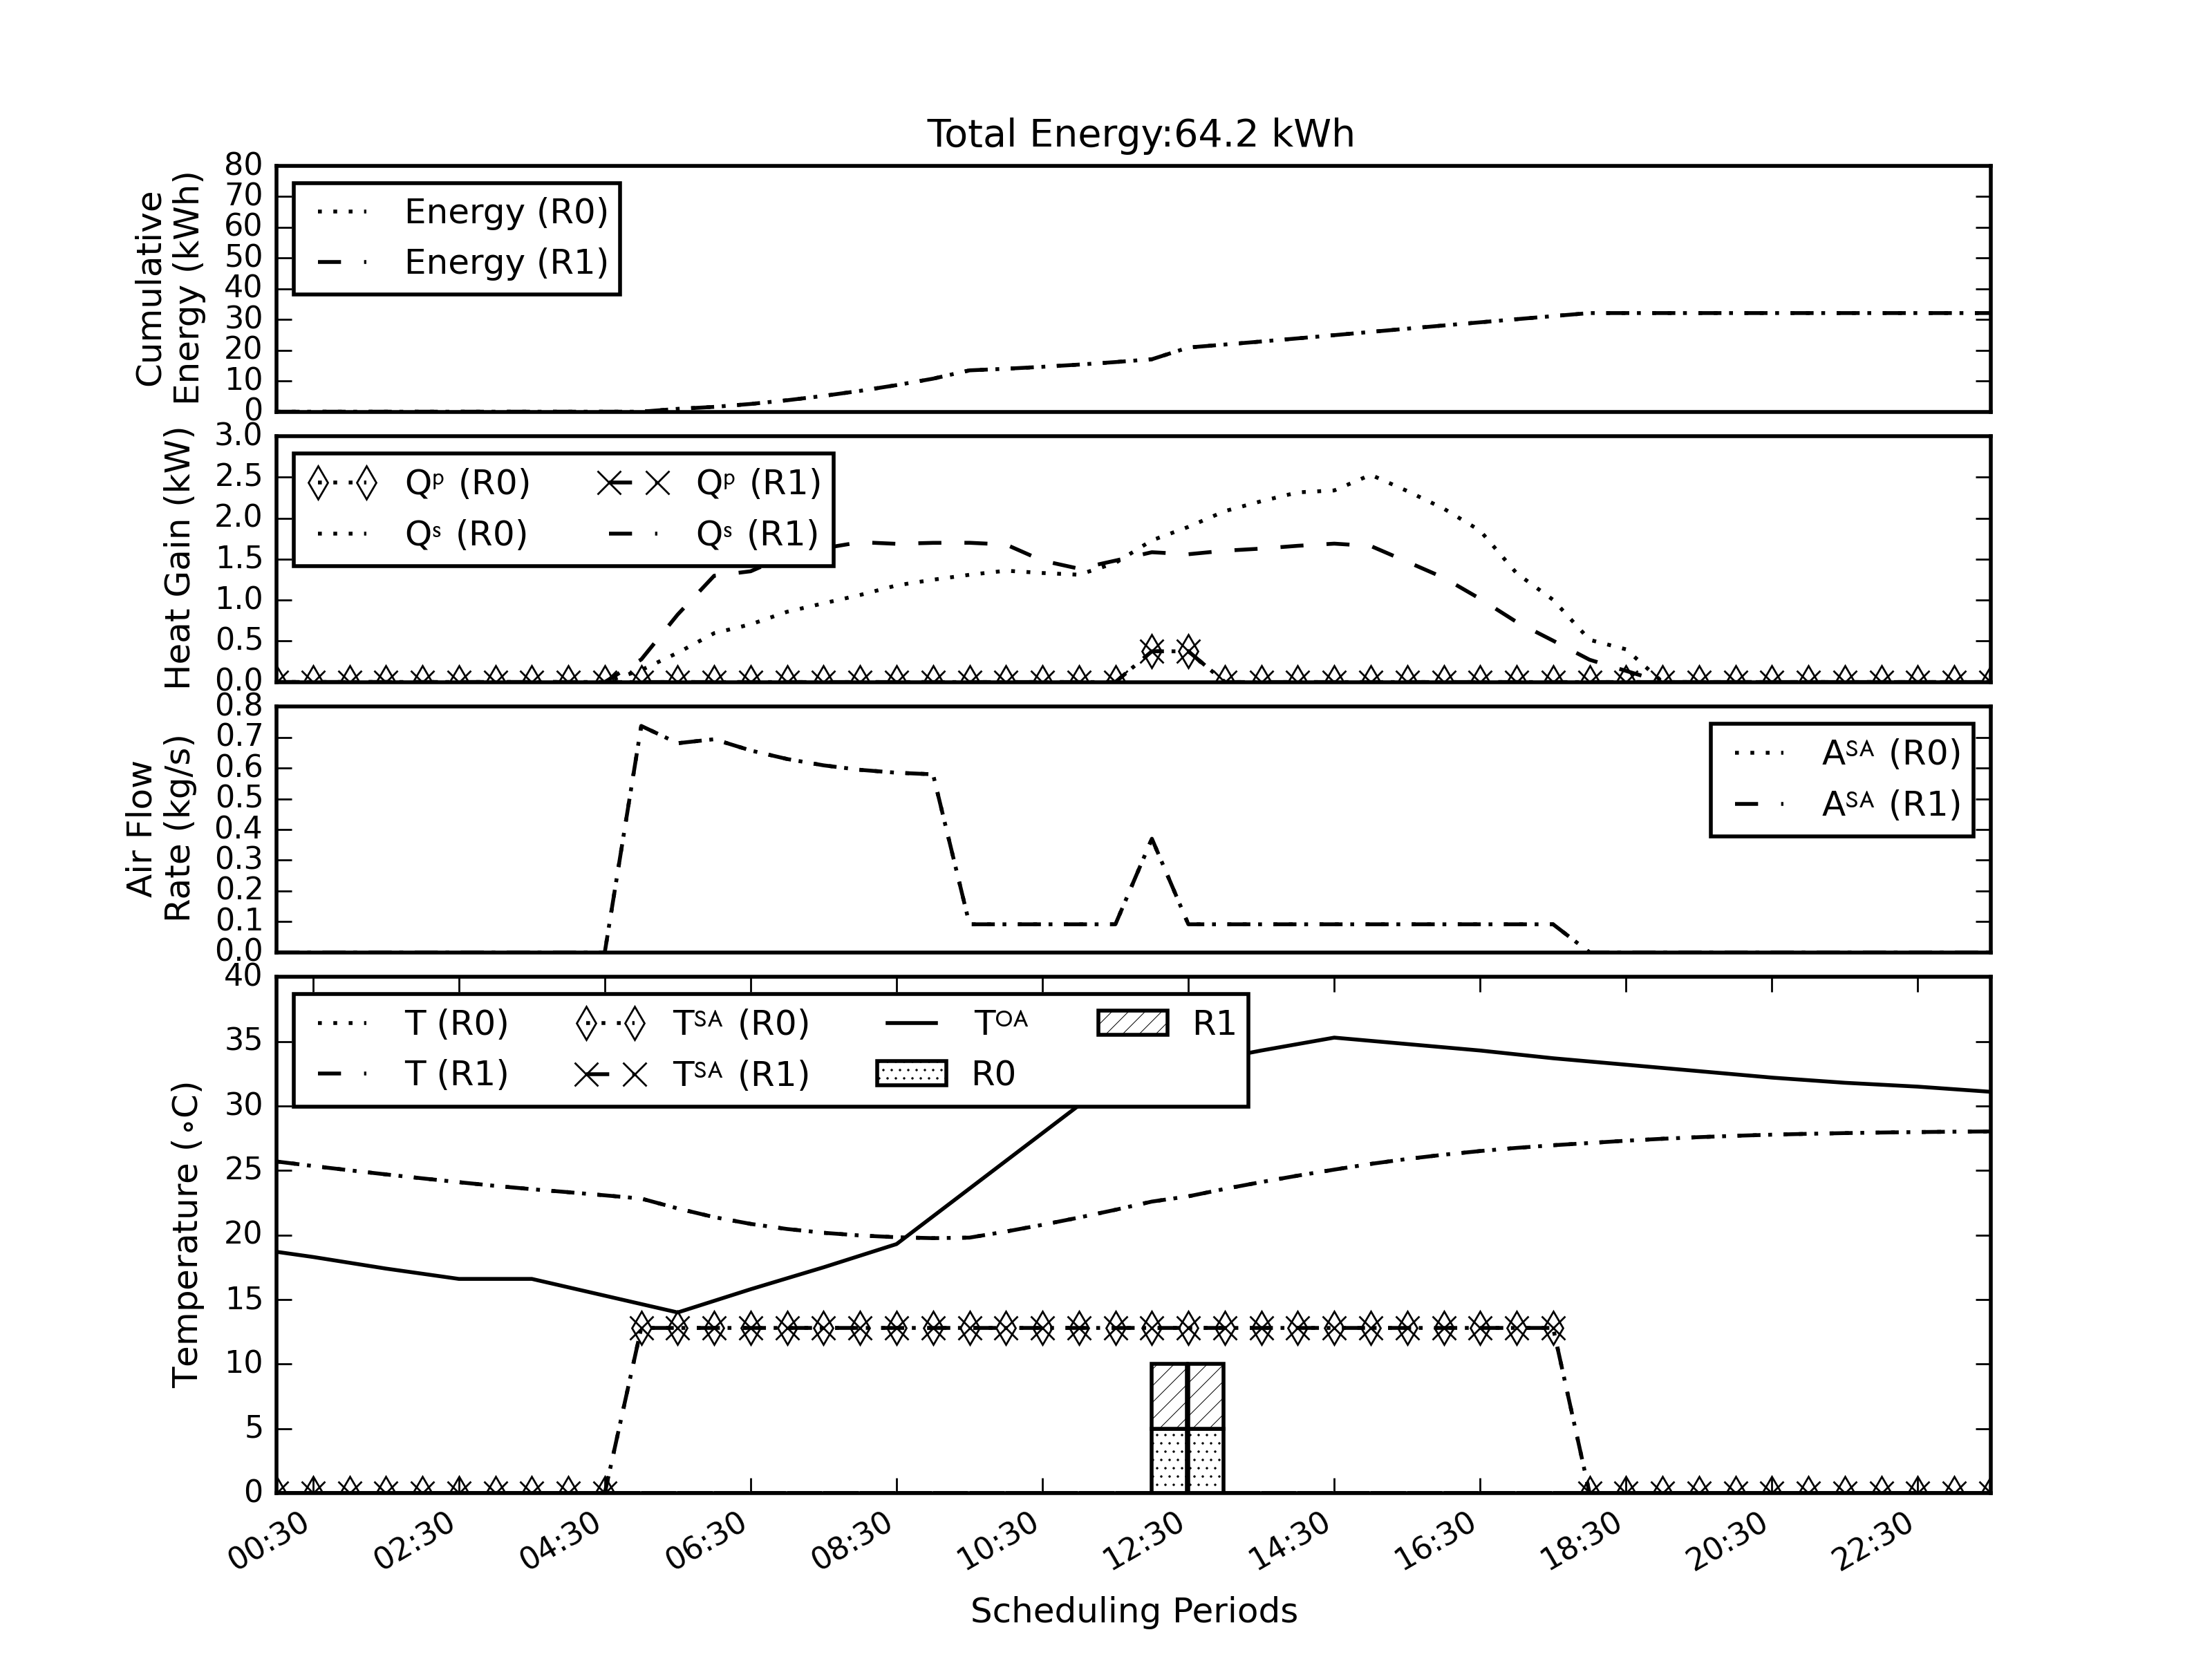 Total Energy:64.2 kWh
Cumulative
Energy (kWh)
80
70
60
50
40
30
20
10
0
Energy (R0)
Energy (R1)
Heat Gain (kW)
3.0
2.5
2.0
1.5
1.0
0.5
0.0
Qᵖ (R0) Qᵖ (R1)
Qˢ (R0) Qˢ (R1)
Air Flow
Rate (kg/s)
0.8
0.7
0.6
0.5
0.4
0.3
0.2
0.1
0.0
Aˢᴬ (R0)
Aˢᴬ (R1)
Temperature (∘C)
40
35
30
25
20
15
10
5
0
T (R0) Tˢᴬ (R0) Tᴼᴬ R1
T (R1) Tˢᴬ (R1) R0
00:30 02:30 04:30 06:30 08:30 10:30 12:30 14:30 16:30 18:30 20:30 22:30
Scheduling Periods